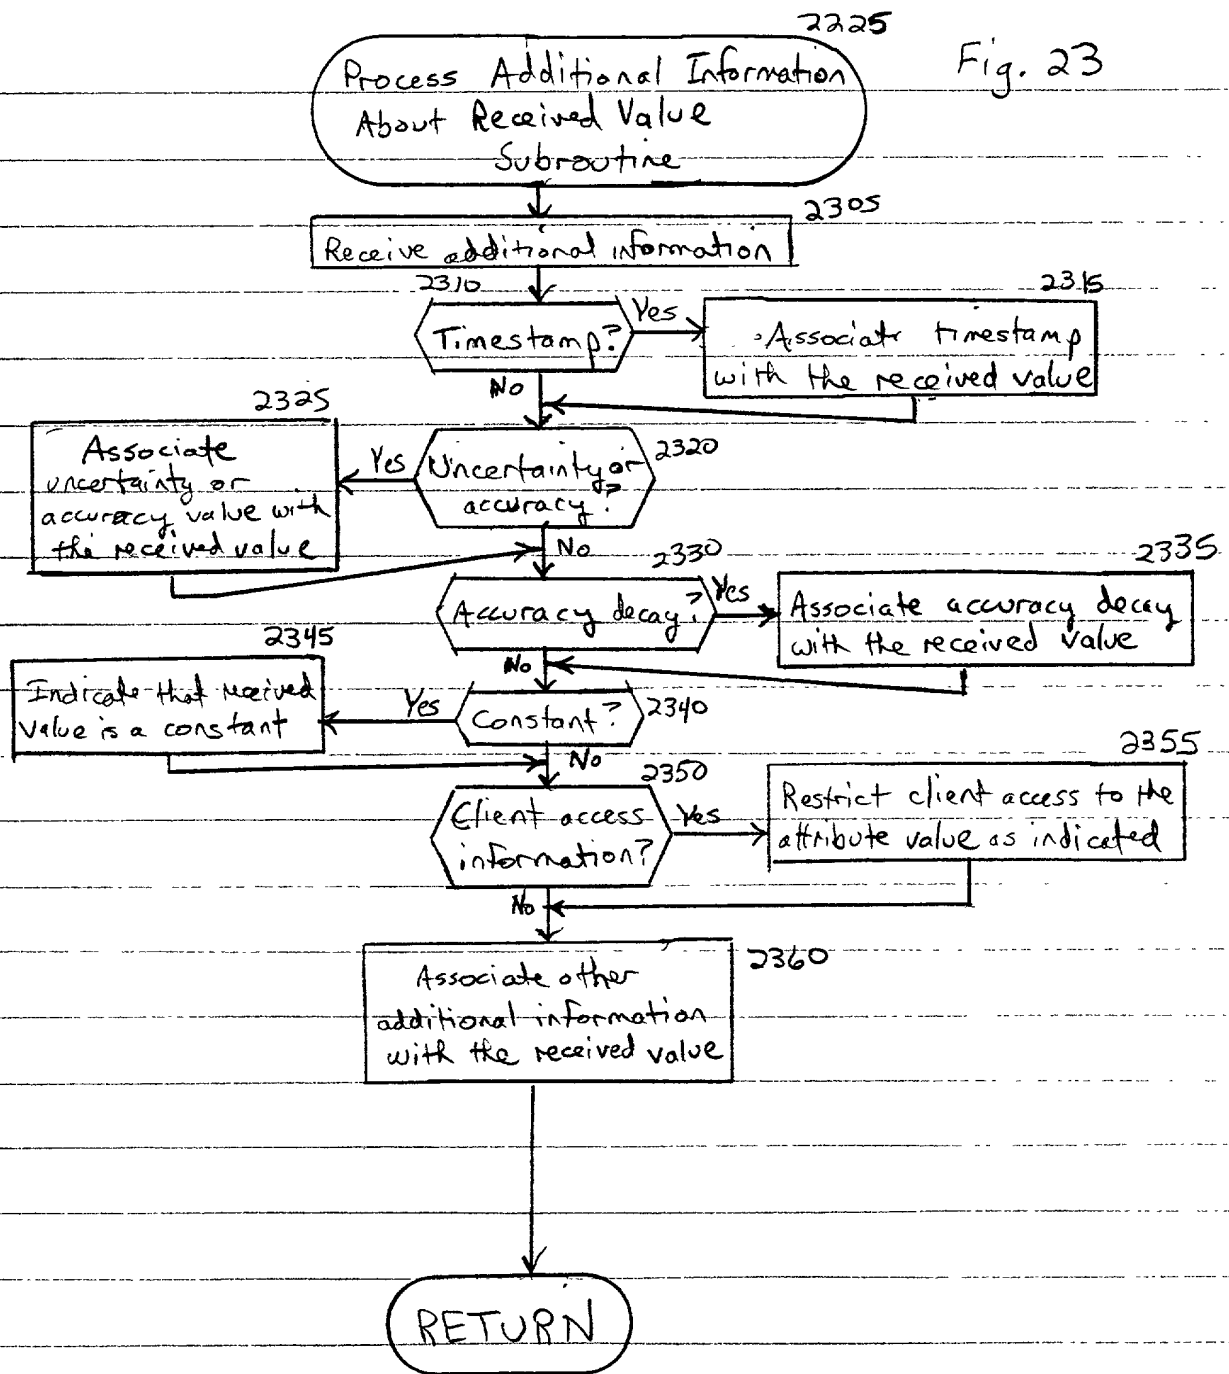 2225
Fig. 23
Process Additional Information
About Received Value
Subroutine
2305
Receive additional information
2310
Timestamp?
Yes
No
2315
Associate timestamp
with the received value
2320
Uncertainty or
accuracy?
Yes
No
2325
Associate
uncertainty or
accuracy value with
the received value
2330
Accuracy decay?
Yes
No
2335
Associate accuracy decay
with the received value
2340
Constant?
Yes
No
2345
Indicate that received
value is a constant
2350
Client access
information?
Yes
No
2355
Restrict client access to the
attribute value as indicated
2360
Associate other
additional information
with the received value
RETURN